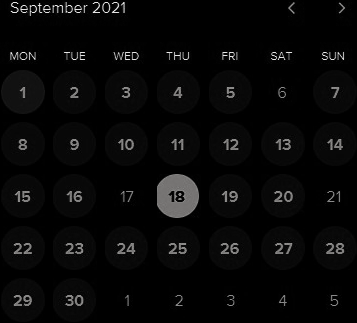 September 2021 < >
MON TUE WED THU FRI SAT SUN
1 2 3 4 5 6 7
8 9 10 11 12 13 14
15 16 17 18 19 20 21
22 23 24 25 26 27 28
29 30 1 2 3 4 5